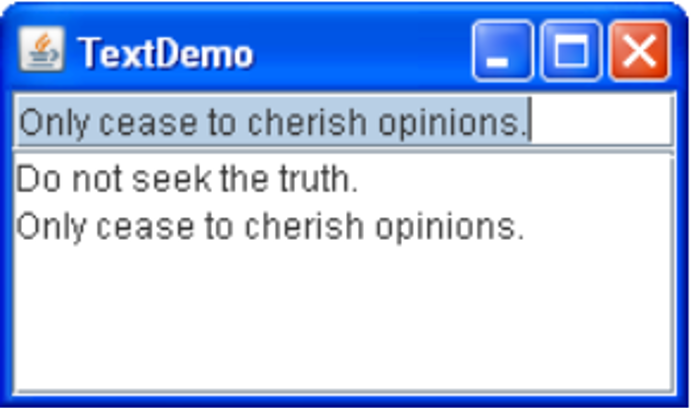 TextDemo
Only cease to cherish opinions.
Do not seek the truth.
Only cease to cherish opinions.